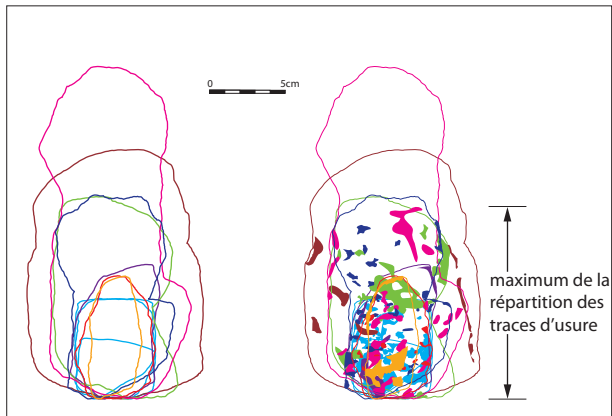 0 5cm
maximum de la
répartition des
traces d'usure